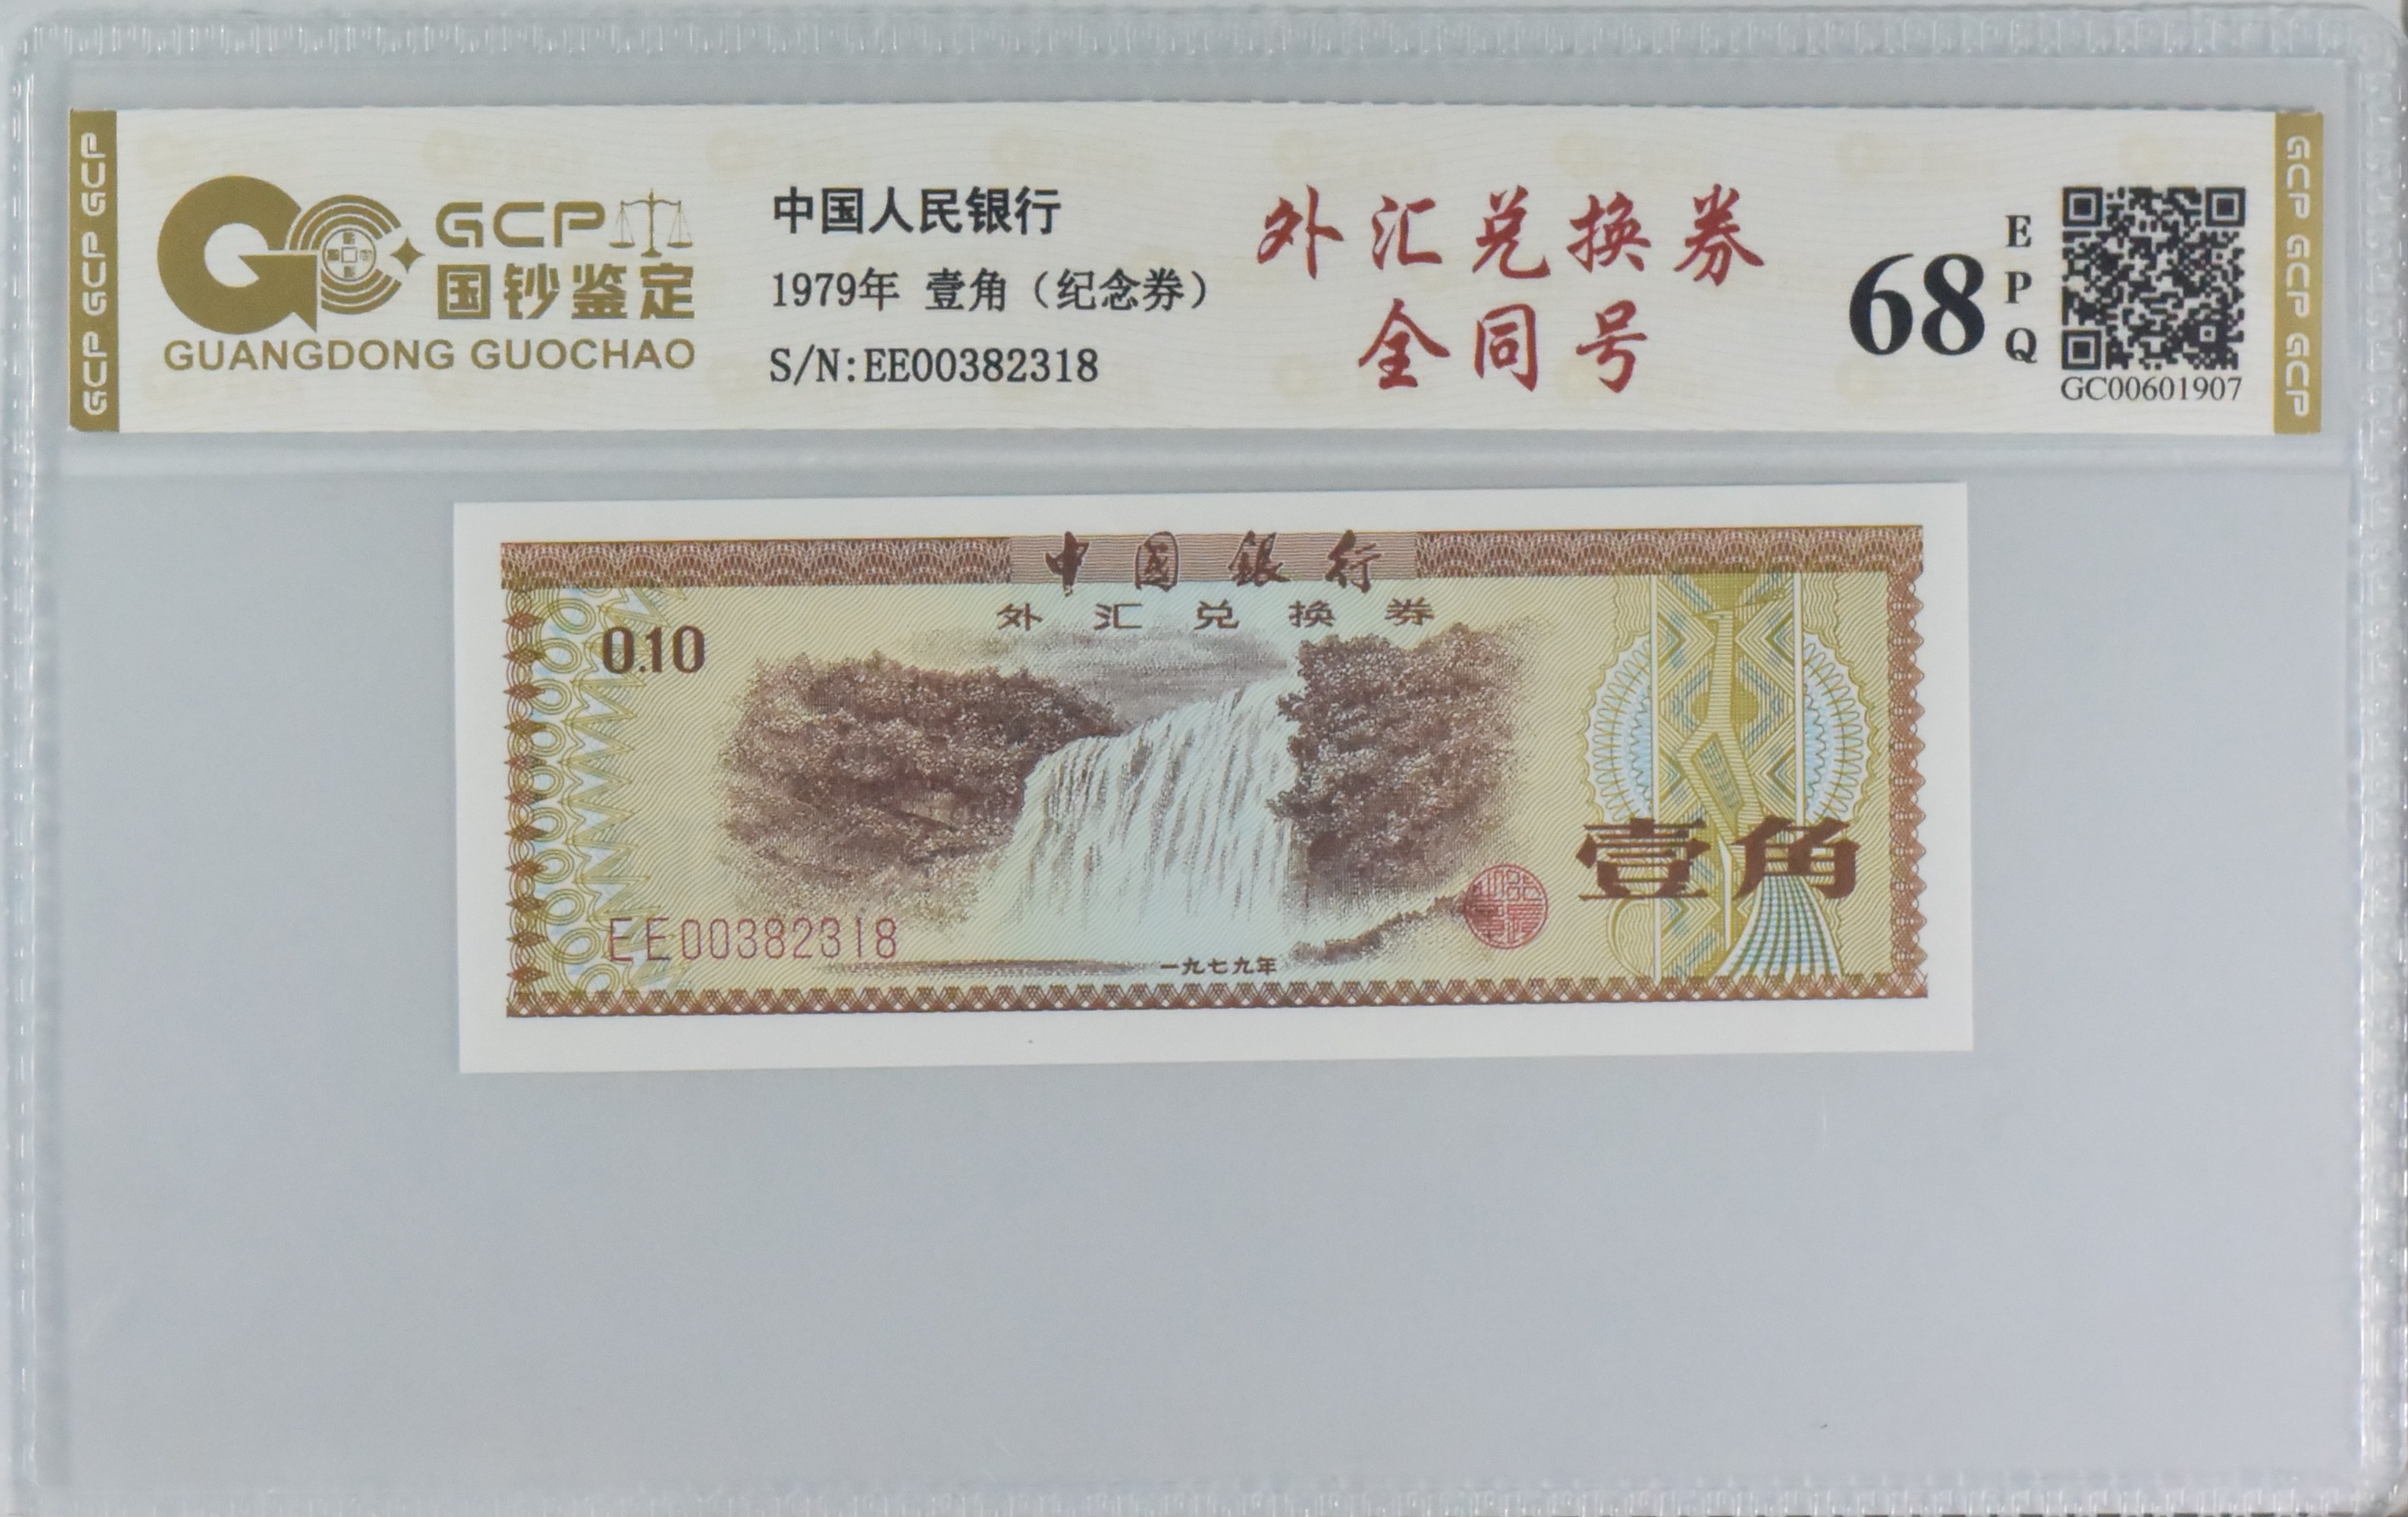 GCP GCP GCP
GCP
国钞鉴定
GUANGDONG GUOCHAO
中国人民银行
1979年 壹角（纪念券）
S/N:EE00382318
外汇兑换券
全同号
68
EPQ
GC00601907
GCP GCP GCP
中國銀行
外汇兑换券
0.10
壹角
EE00382318
一九七九年